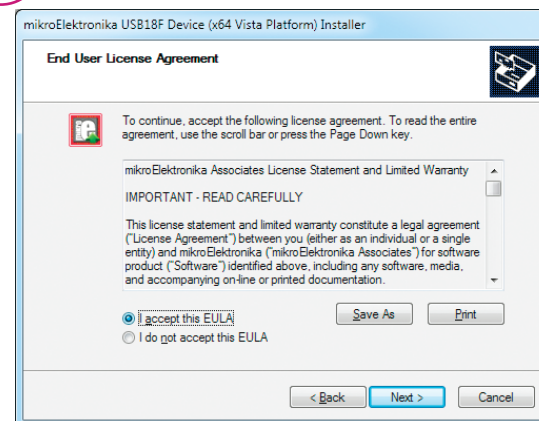 mikroElektronika USB18F Device (x64 Vista Platform) Installer
End User License Agreement
To continue, accept the following license agreement. To read the entire
agreement, use the scroll bar or press the Page Down key.
mikroElektronika Associates License Statement and Limited Warranty
IMPORTANT - READ CAREFULLY
This license statement and limited warranty constitute a legal agreement
("License Agreement") between you (either as an individual or a single
entity) and mikroElektronika ("mikroElektronika Associates") for software
product ("Software") identified above, including any software, media,
and accompanying on-line or printed documentation.
I accept this EULA
Save As
Print
I do not accept this EULA
< Back
Next >
Cancel